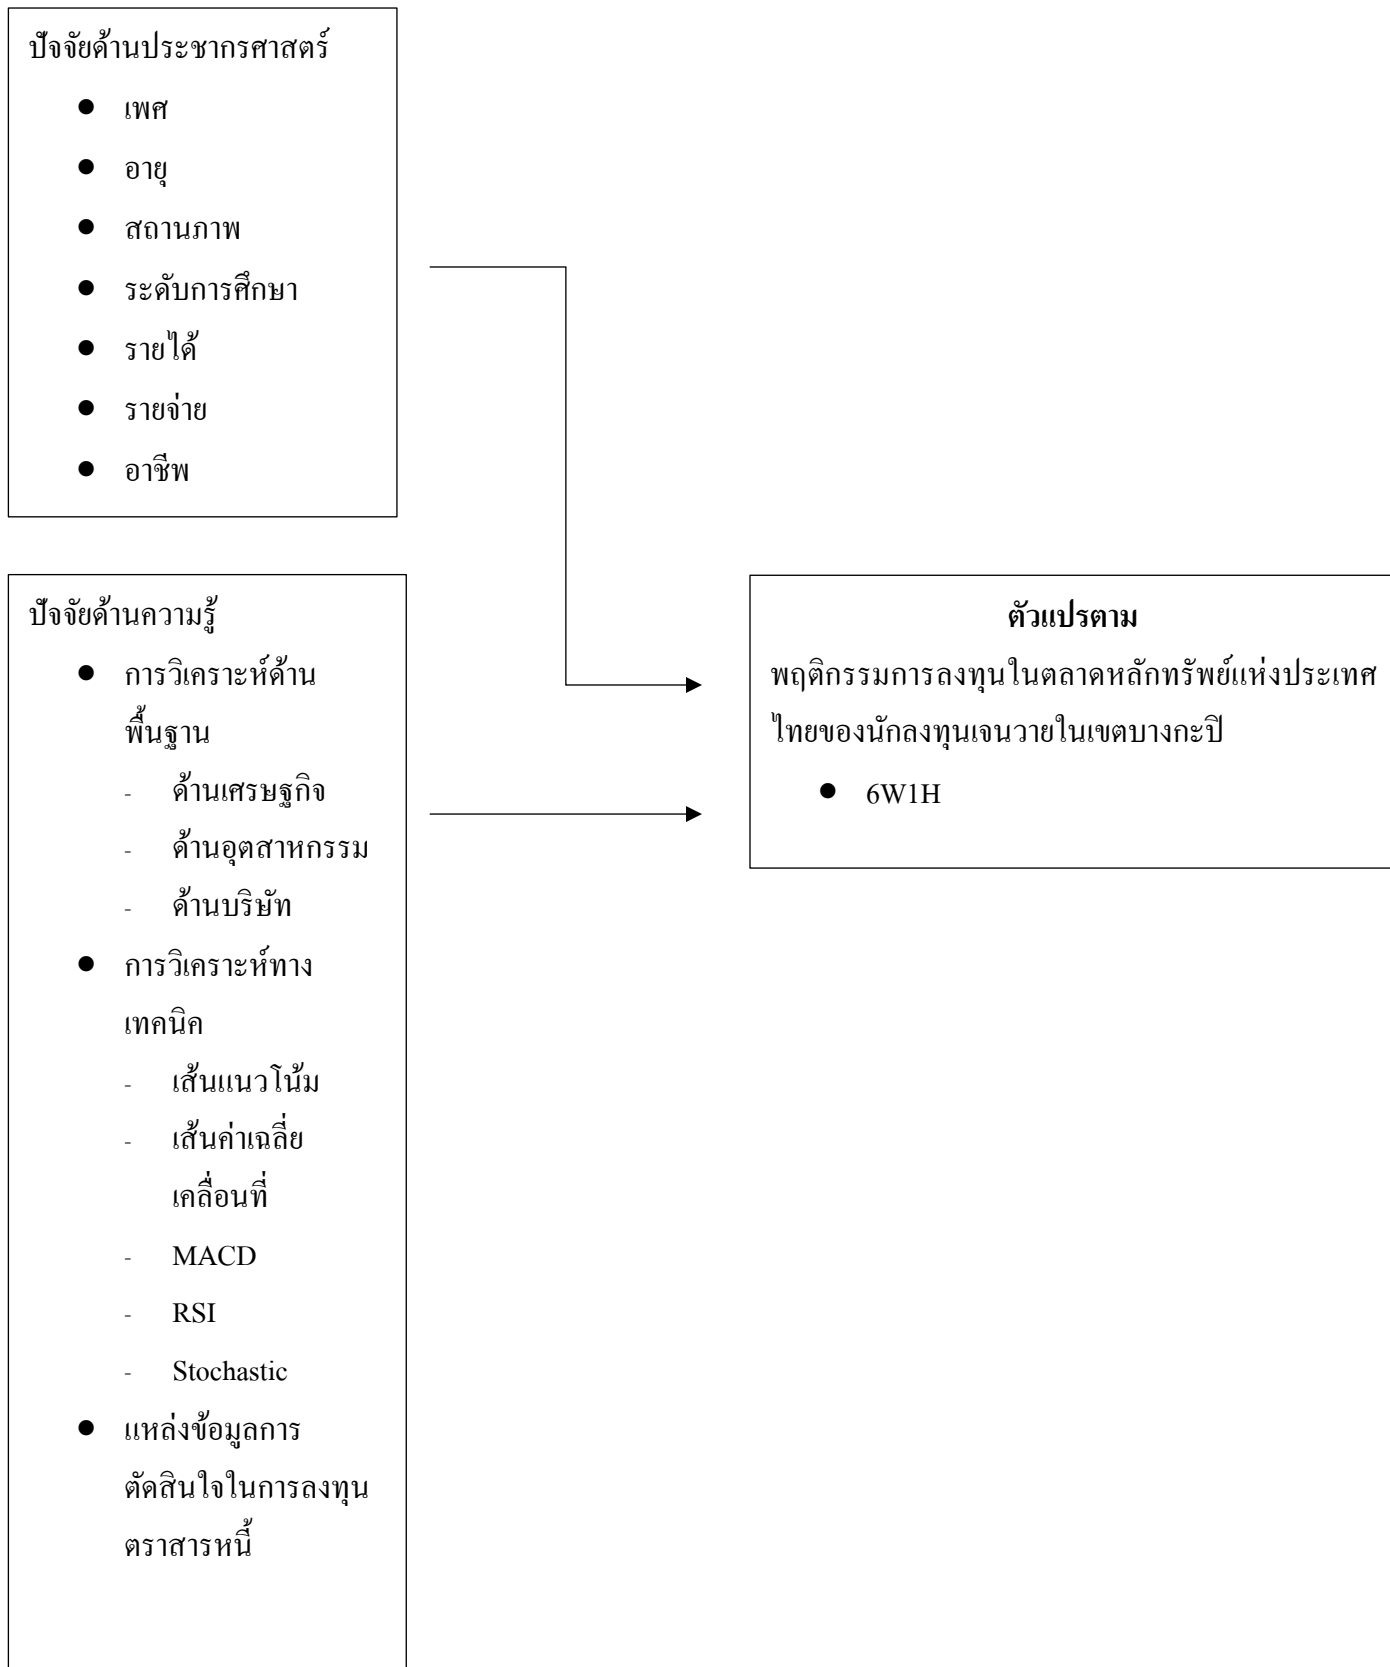 ปัจจัยด้านประชากรศาสตร์
● เพศ
● อายุ
● สถานภาพ
● ระดับการศึกษา
● รายได้
● รายจ่าย
● อาชีพ
ปัจจัยด้านความรู้
● การวิเคราะห์ด้าน
พื้นฐาน
- ด้านเศรษฐกิจ
- ด้านอุตสาหกรรม
- ด้านบริษัท
● การวิเคราะห์ทาง
เทคนิค
- เส้นแนวโน้ม
- เส้นค่าเฉลี่ย
เคลื่อนที่
- MACD
- RSI
- Stochastic
● แหล่งข้อมูลการ
ตัดสินใจในการลงทุน
ตราสารหนี้
ตัวแปรตาม
พฤติกรรมการลงทุนในตลาดหลักทรัพย์แห่งประเทศ
ไทยของนักลงทุนเจนวายในเขตบางกะปิ
● 6W1H